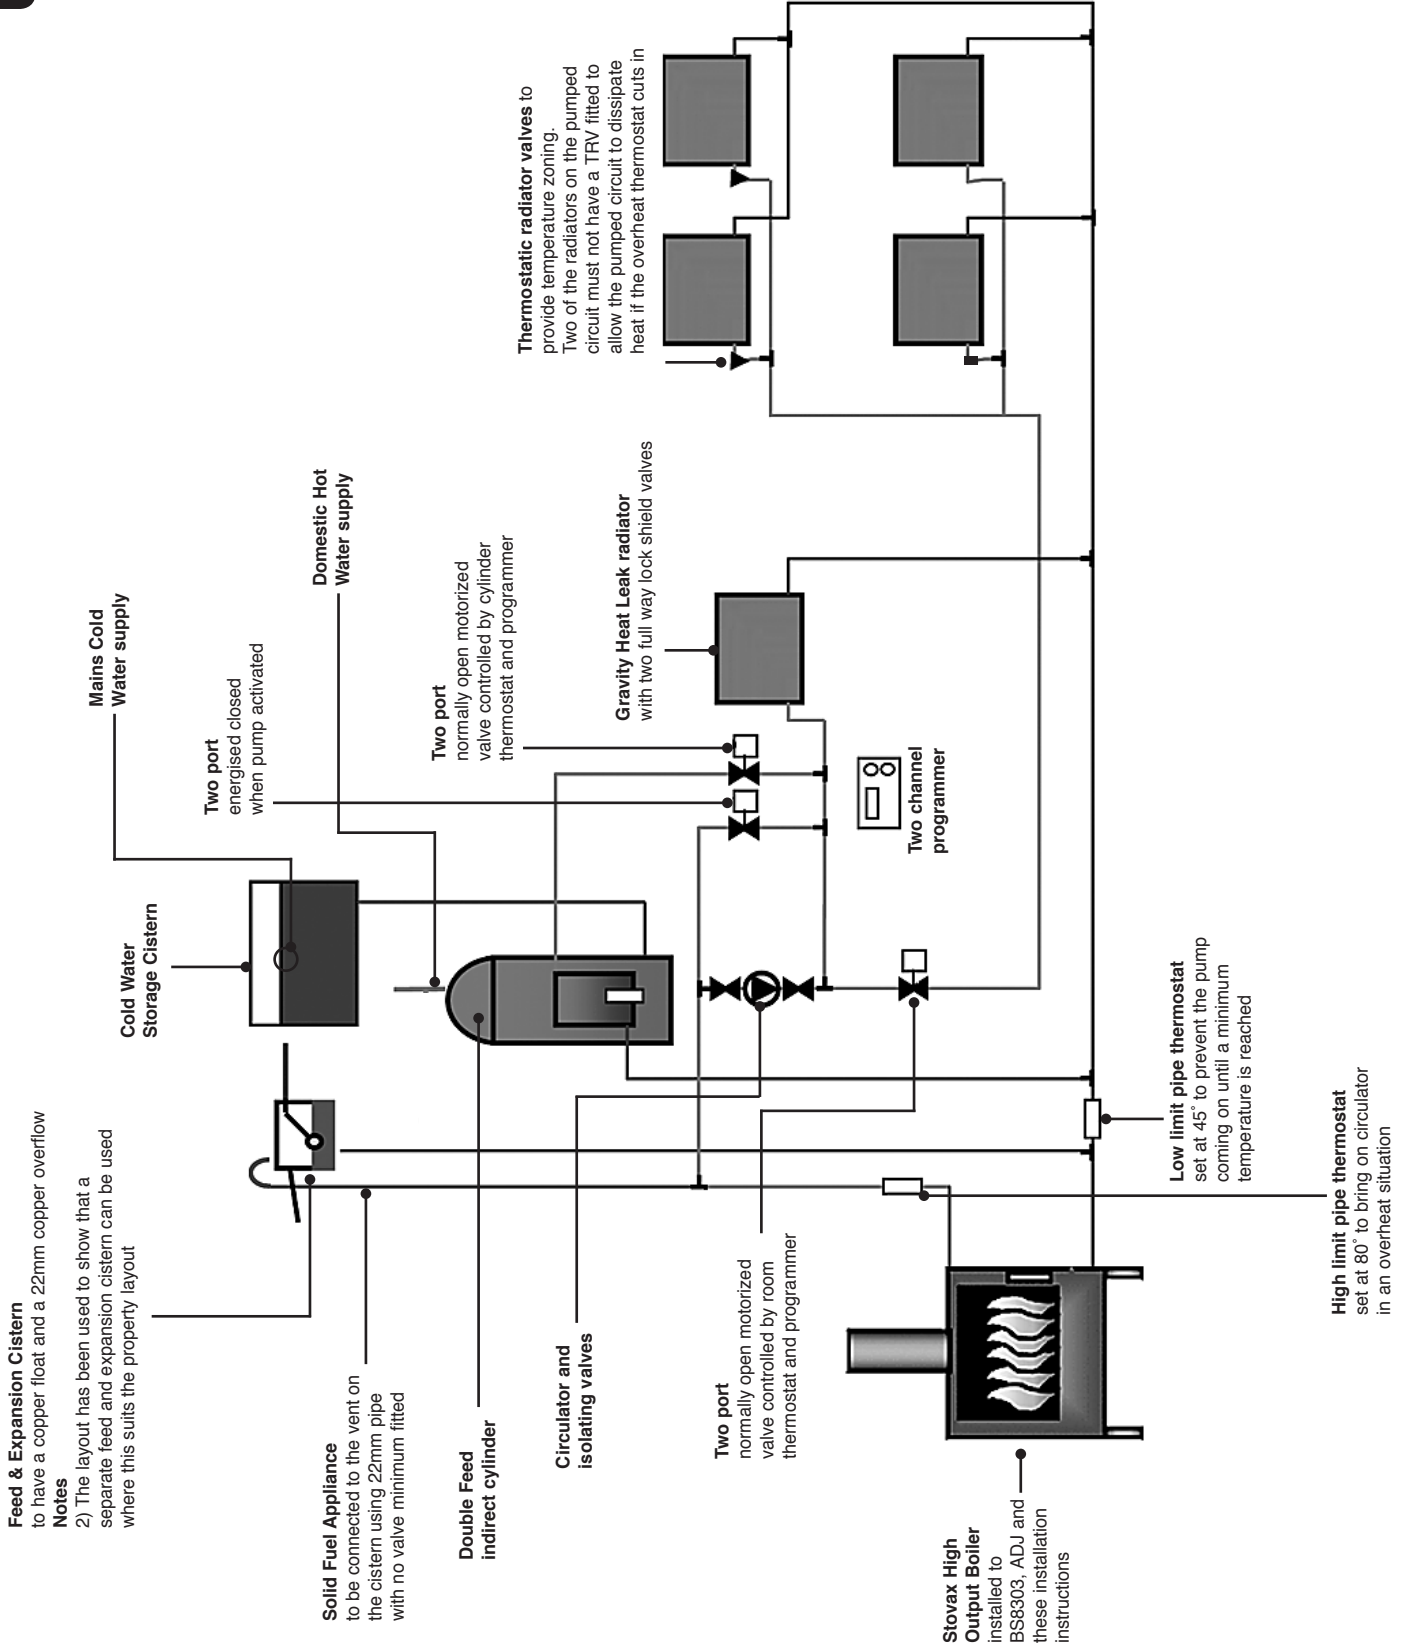 Feed & Expansion Cistern
to have a copper float and a 22mm copper overflow
Notes
2) The layout has been used to show that a
separate feed and expansion cistern can be used
where this suits the property layout
Cold Water
Storage Cistern
Mains Cold
Water supply
Two port
energised closed
when pump activated
Domestic Hot
Water supply
Two port
normally open motorized
valve controlled by cylinder
thermostat and programmer
Thermostatic radiator valves to
provide temperature zoning.
Two of the radiators on the pumped
circuit must not have a TRV fitted to
allow the pumped circuit to dissipate
heat if the overheat thermostat cuts in
Gravity Heat Leak radiator
with two full way lock shield valves
Solid Fuel Appliance
to be connected to the vent on
the cistern using 22mm pipe
with no valve minimum fitted
Double Feed
indirect cylinder
Circulator and
isolating valves
Two port
normally open motorized
valve controlled by room
thermostat and programmer
Two channel
programmer
Stovax High
Output Boiler
installed to
BS8303, ADJ and
these installation
instructions
Low limit pipe thermostat
set at 45° to prevent the pump
coming on until a minimum
temperature is reached
High limit pipe thermostat
set at 80° to bring on circulator
in an overheat situation